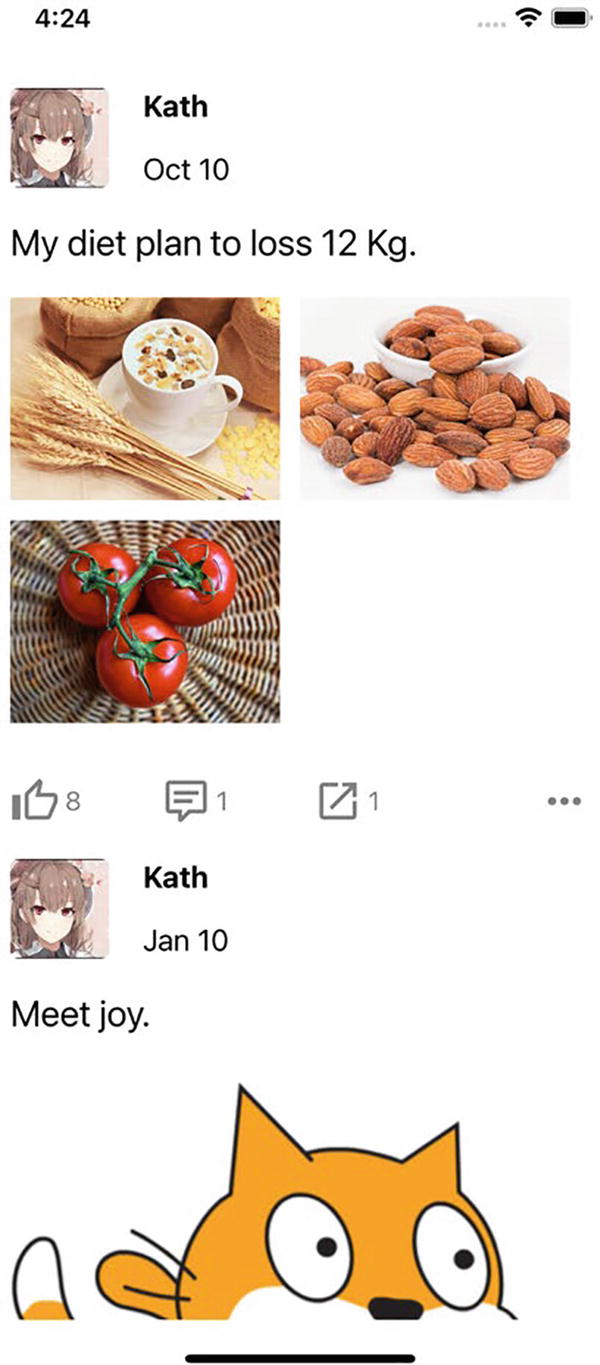 4:24
Kath
Oct 10
My diet plan to loss 12 Kg.
8
1
1
Kath
Jan 10
Meet joy.